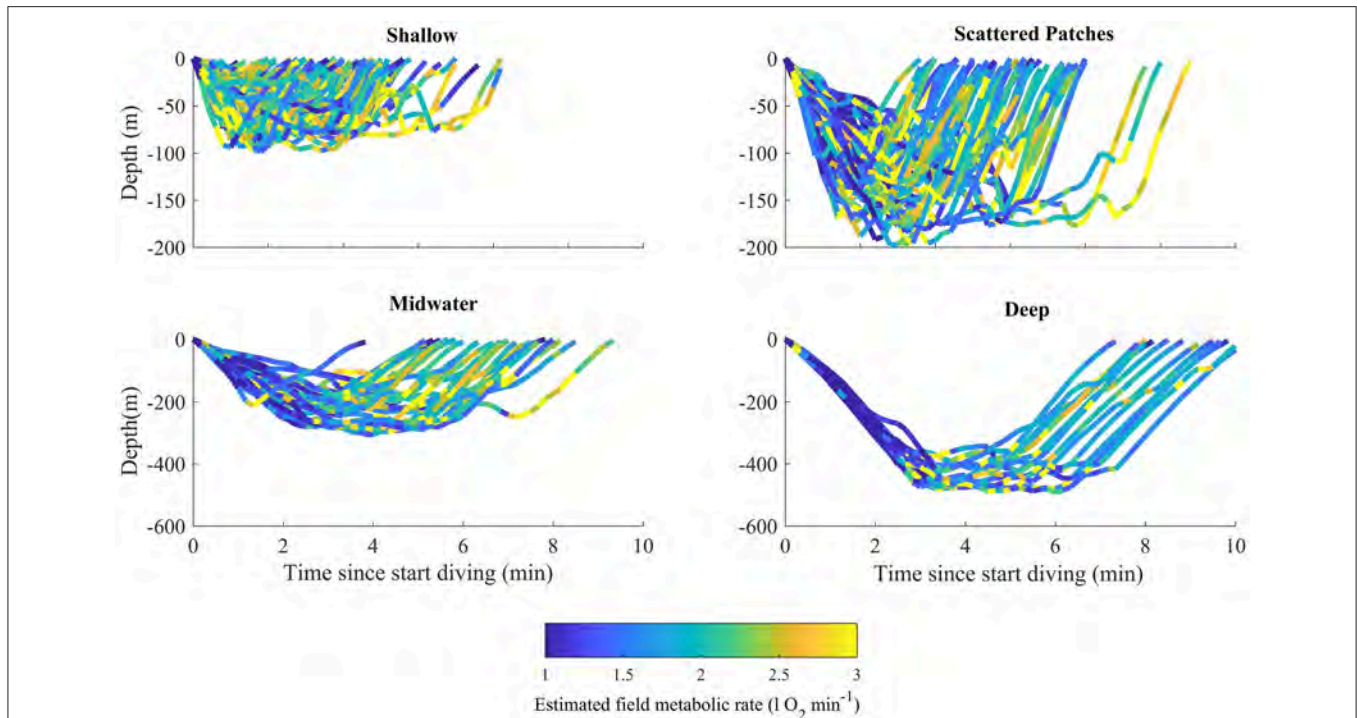 Shallow
0
-50
-100
-150
-200
Depth (m)
Scattered Patches
0
-50
-100
-150
-200
Midwater
0
-200
-400
-600
Depth(m)
0 2 4 6 8 10
Time since start diving (min)
Deep
0
-200
-400
-600
0 2 4 6 8 10
Time since start diving (min)
1 1.5 2 2.5 3
Estimated field metabolic rate (l O₂ min⁻¹)